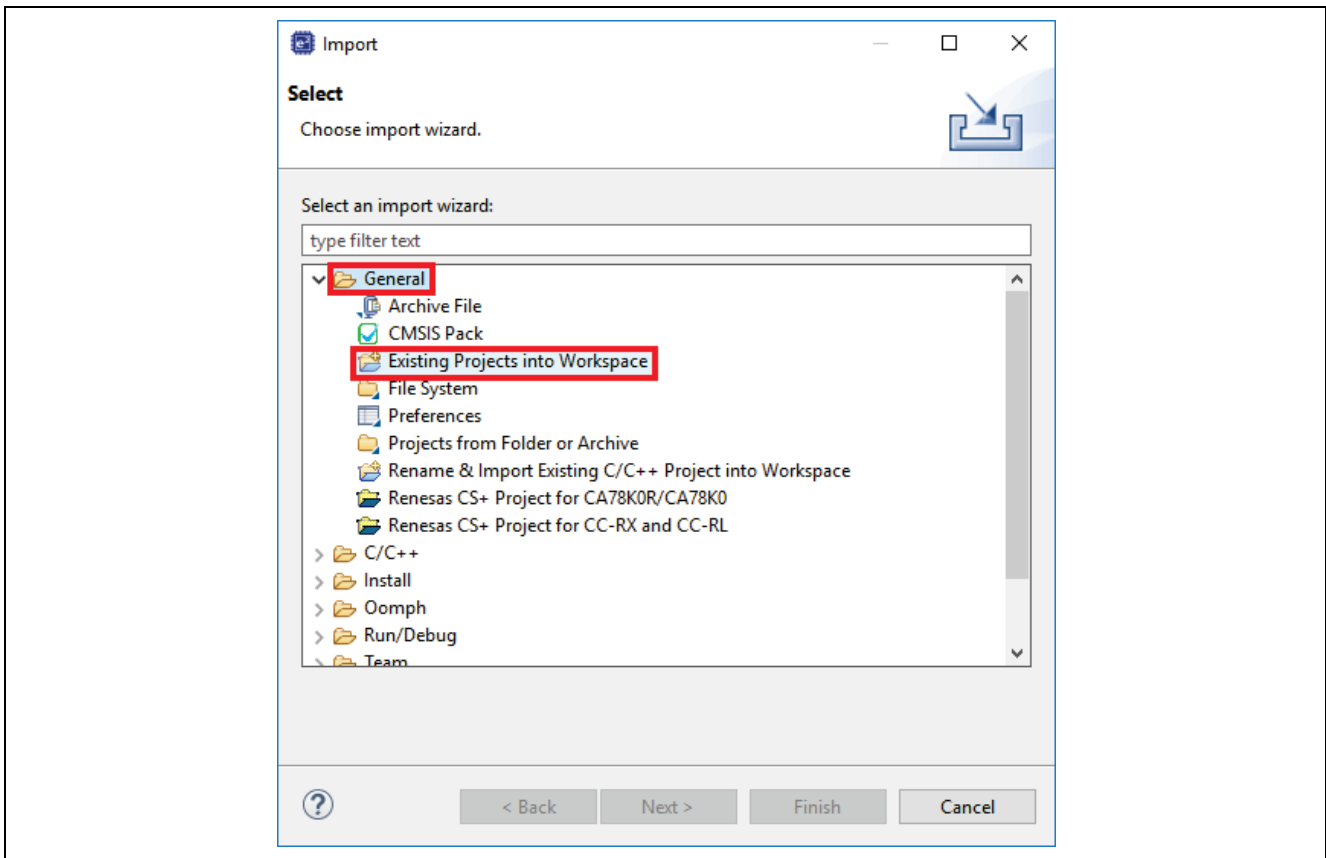 Import
Select
Choose import wizard.
Select an import wizard:
type filter text
General
Archive File
CMSIS Pack
Existing Projects into Workspace
File System
Preferences
Projects from Folder or Archive
Rename & Import Existing C/C++ Project into Workspace
Renesas CS+ Project for CA78K0R/CA78K0
Renesas CS+ Project for CC-RX and CC-RL
C/C++
Install
Oomph
Run/Debug
Team
? < Back Next > Finish Cancel